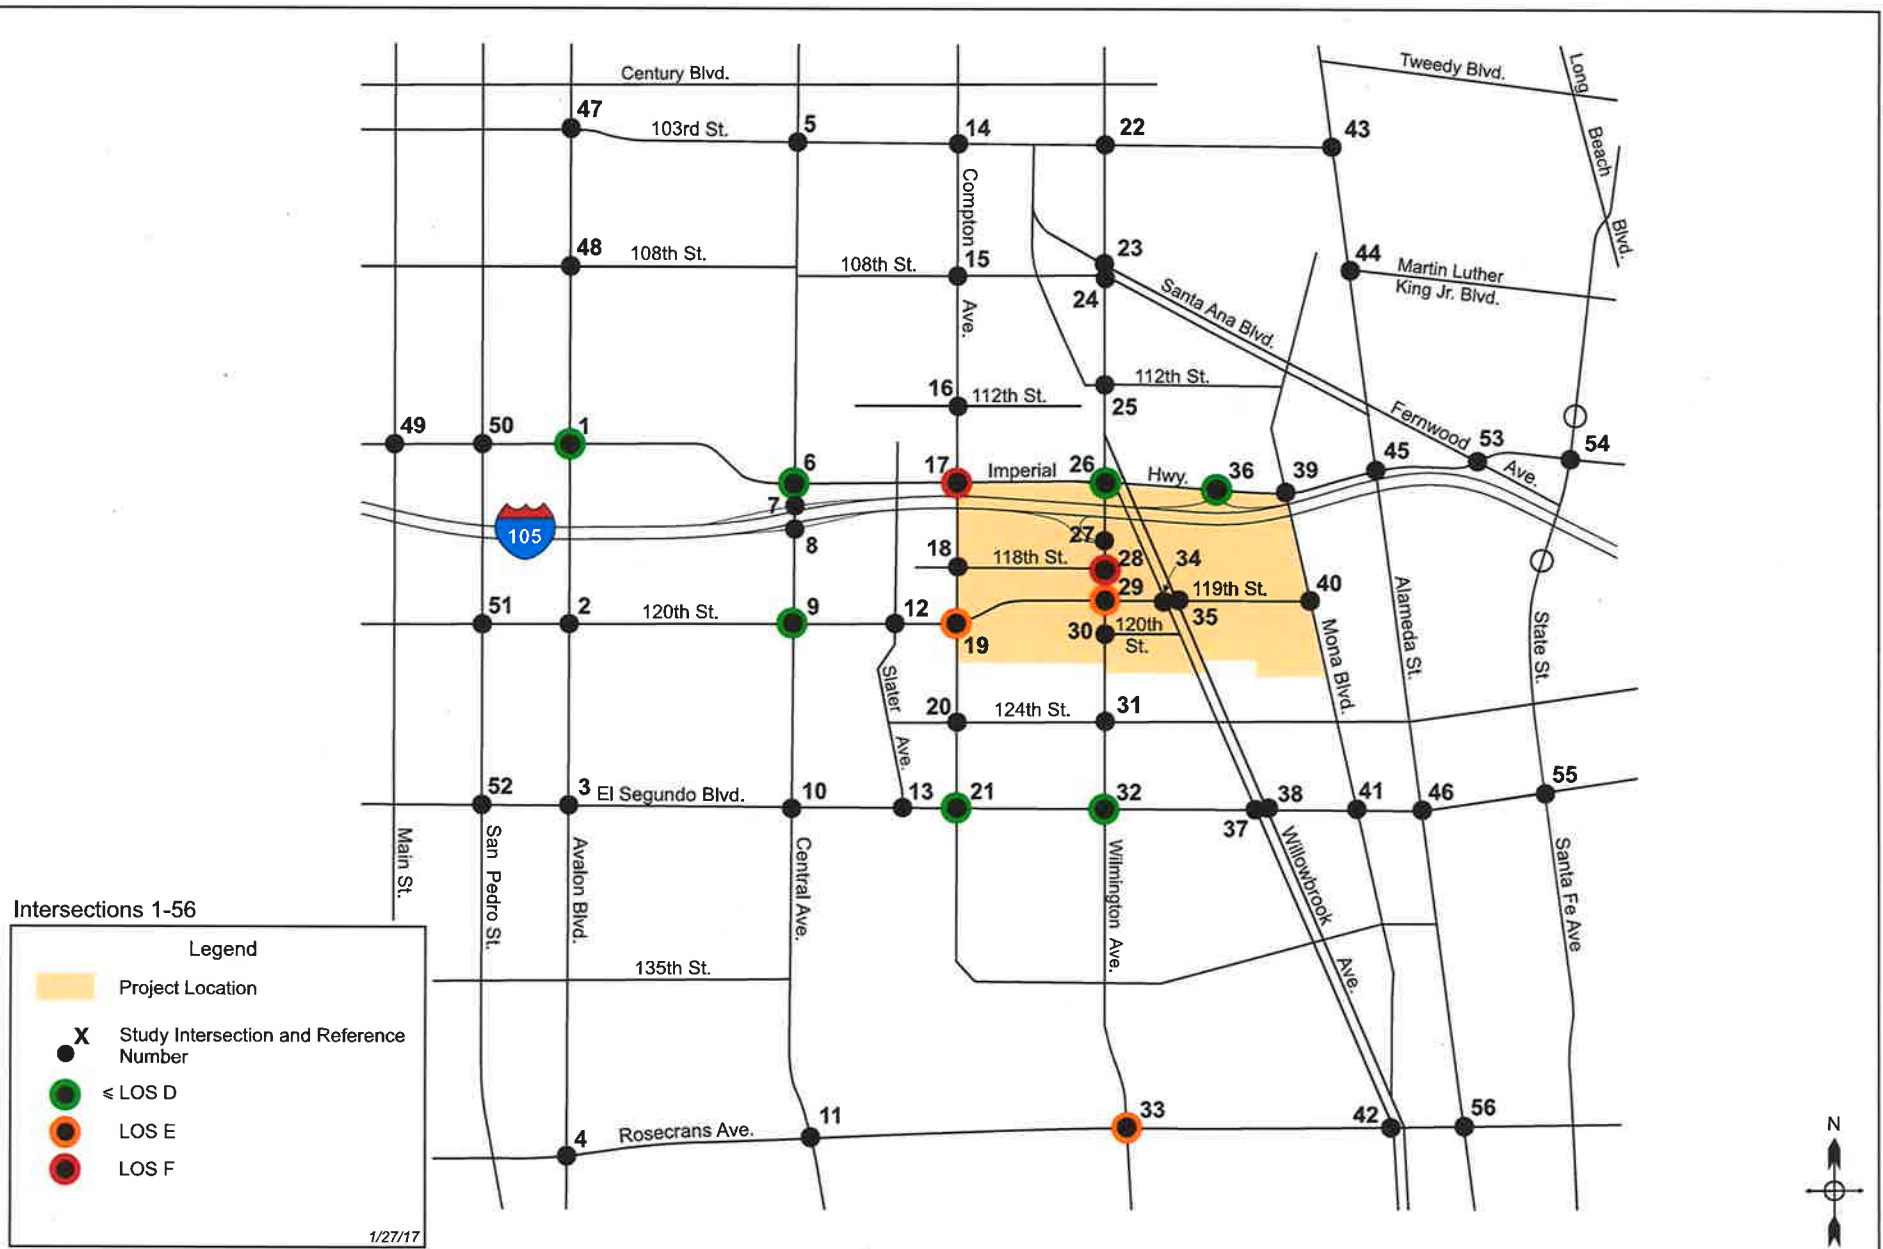 Century Blvd.
Tweedy Blvd.
Long
Beach
Blvd.
47
103rd St.
5
14
22
43
Compton
Ave.
48
108th St.
108th St.
15
23
24
44
Martin Luther
King Jr. Blvd.
Santa Ana Blvd.
16
112th St.
112th St.
25
49
50
1
6
17
Imperial
26
Hwy.
36
39
45
Fernwood
Ave.
53
54
7
8
105
27
18
118th St.
28
34
29
119th St.
35
40
51
2
120th St.
9
12
19
30
120th
St.
Slater
Ave.
Mona Blvd.
Alameda St.
State St.
20
124th St.
31
52
3
El Segundo Blvd.
10
13
21
32
37
38
41
46
55
Main St.
San Pedro St.
Avalon Blvd.
Central Ave.
Wilmington Ave.
Willowbrook
Ave.
Santa Fe Ave
135th St.
4
Rosecrans Ave.
11
33
42
56
Intersections 1-56
Legend
Project Location
X
Study Intersection and Reference
Number
≤ LOS D
LOS E
LOS F
1/27/17
N